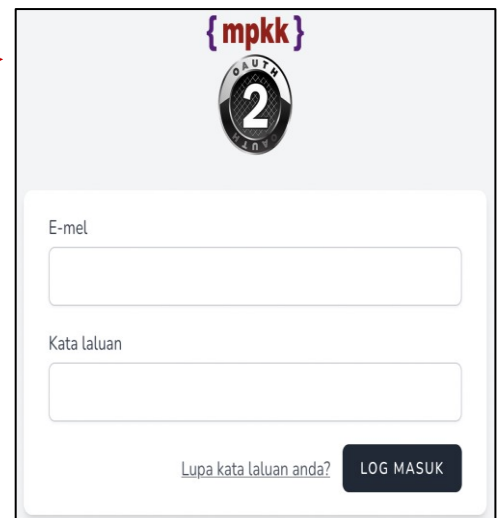 {mpkk}
OAUTH
2
OAUTH
E-mel
Kata laluan
Lupa kata laluan anda? LOG MASUK